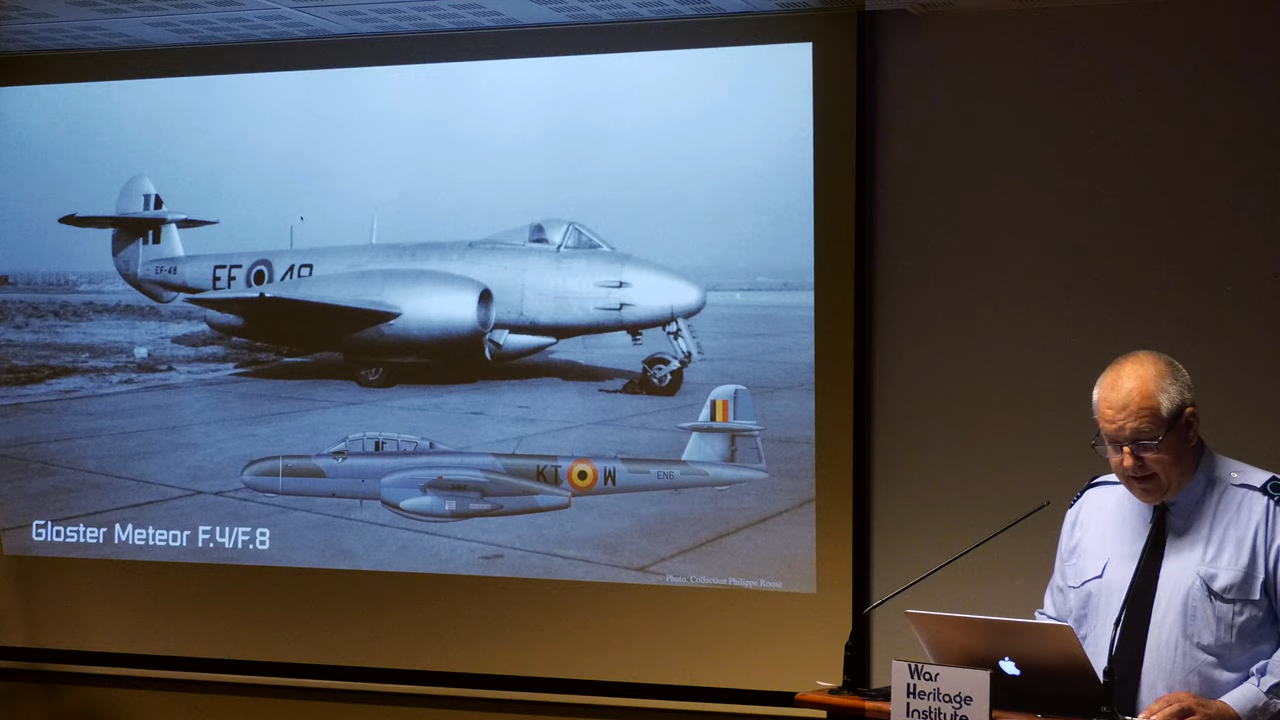 EF-48
EF 48
KT W
EN6
Gloster Meteor F.4/F.8
Photo. Collection Philippe Roose
War
Heritage
Institute